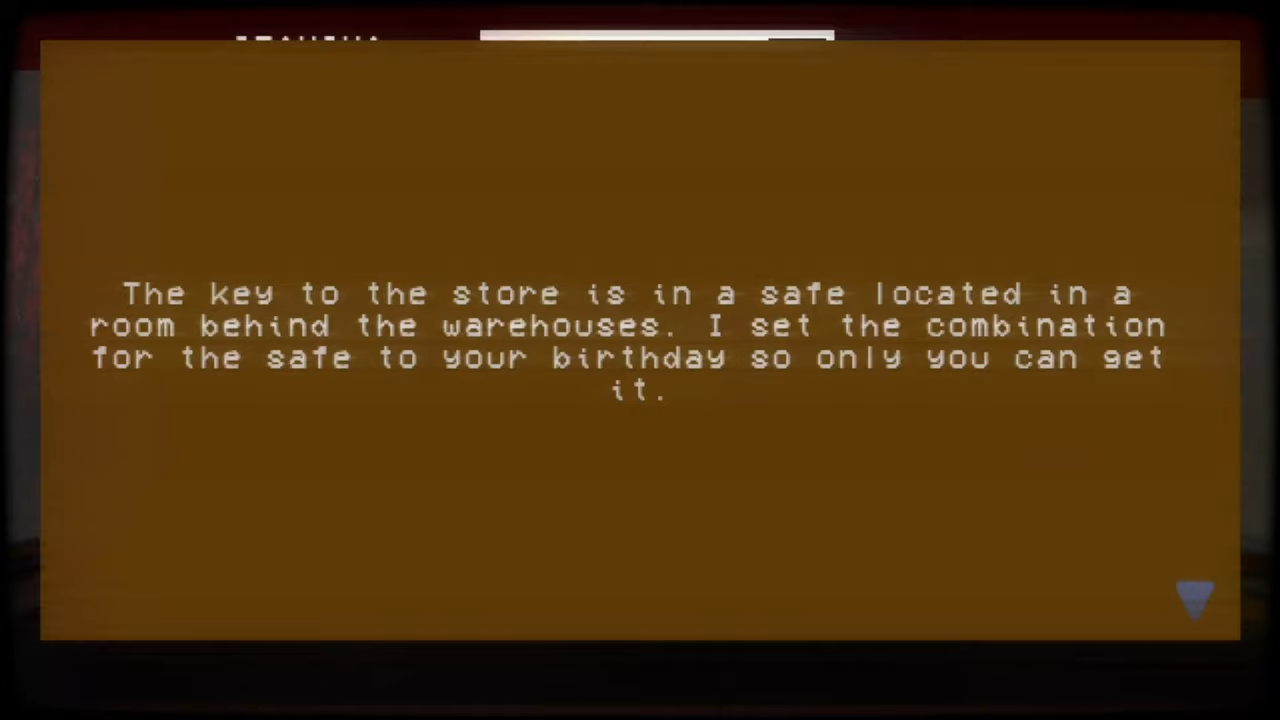 The key to the store is in a safe located in a
room behind the warehouses. I set the combination
for the safe to your birthday so only you can get
it.